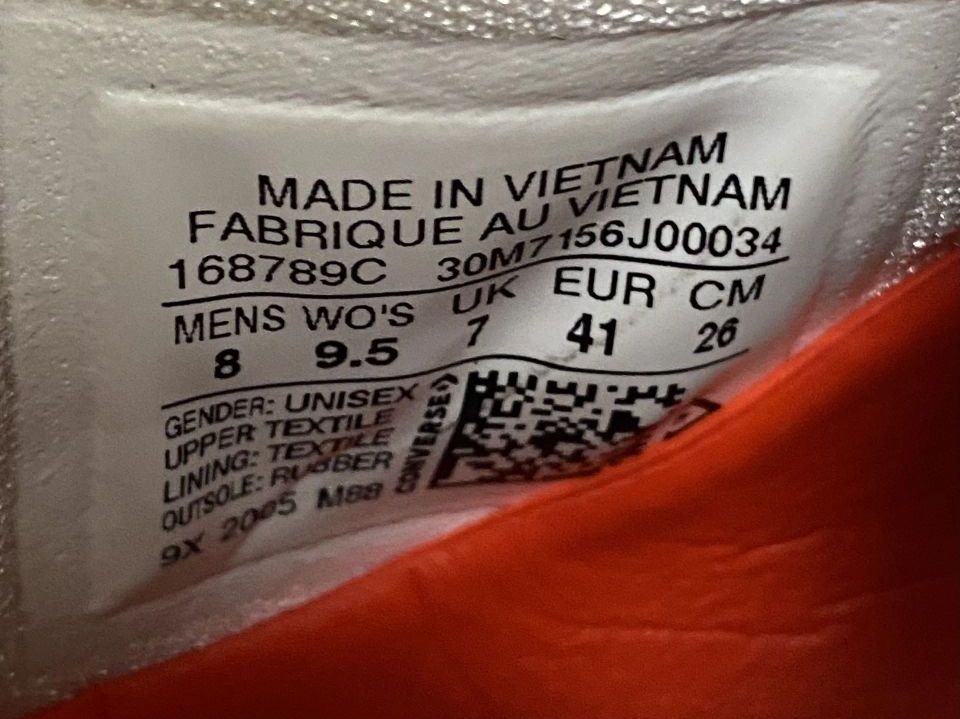 MADE IN VIETNAM
FABRIQUE AU VIETNAM
168789C 30M7156J00034
MENS WO'S UK EUR CM
8 9.5 7 41 26
GENDER: UNISEX
UPPER TEXTILE
LINING: TEXTILE
OUTSOLE: RUBBER
9X 2005 M88
CONVERSE